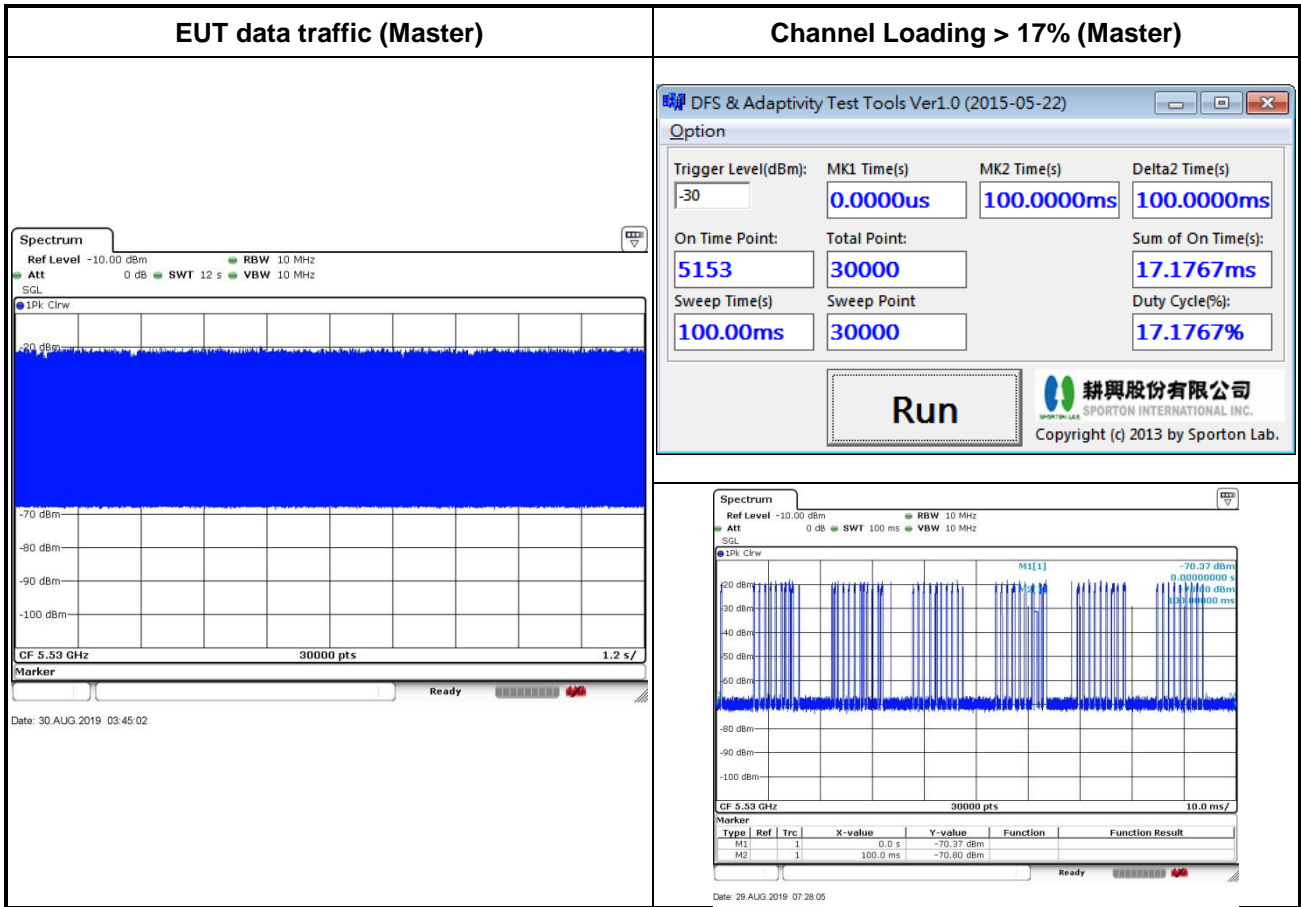 EUT data traffic (Master)
Channel Loading > 17% (Master)
Spectrum
Ref Level -10.00 dBm RBW 10 MHz
Att 0 dB SWT 12 s VBW 10 MHz
SGL
1Pk Clrw
-20 dBm
-70 dBm
-80 dBm
-90 dBm
-100 dBm
CF 5.53 GHz 30000 pts 1.2 s/
Marker
Ready
Date: 30.AUG.2019 03:45:02
DFS & Adaptivity Test Tools Ver1.0 (2015-05-22)
Option
Trigger Level(dBm): MK1 Time(s) MK2 Time(s) Delta2 Time(s)
-30 0.0000us 100.0000ms 100.0000ms
On Time Point: Total Point: Sum of On Time(s):
5153 30000 17.1767ms
Sweep Time(s) Sweep Point Duty Cycle(%):
100.00ms 30000 17.1767%
Run
耕興股份有限公司
SPORTON LAB. SPORTON INTERNATIONAL INC.
Copyright (c) 2013 by Sporton Lab.
Spectrum
Ref Level -10.00 dBm RBW 10 MHz
Att 0 dB SWT 100 ms VBW 10 MHz
SGL
1Pk Clrw
M1[1] -70.37 dBm
0.00000000 s
-20 dBm
-30 dBm
-40 dBm
-50 dBm
-60 dBm
-80 dBm
-90 dBm
-100 dBm
CF 5.53 GHz 30000 pts 10.0 ms/
Marker
Type Ref Trc X-value Y-value Function Function Result
M1 1 0.0 s -70.37 dBm
M2 1 100.0 ms -70.80 dBm
Ready
Date: 29.AUG.2019 07:28:05